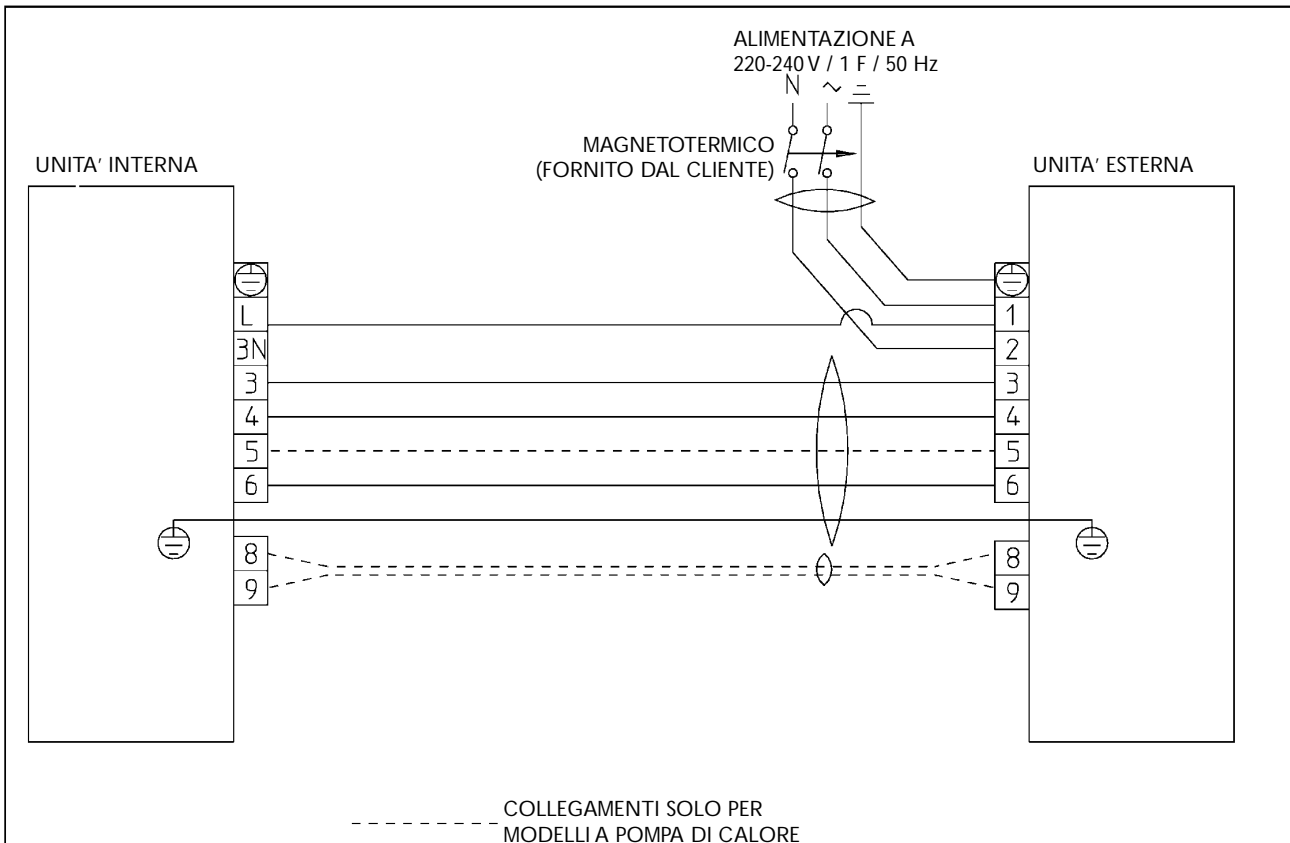 ALIMENTAZIONE A
220-240 V / 1 F / 50 Hz
N ~
MAGNETOTERMICO
(FORNITO DAL CLIENTE)
UNITA' INTERNA
UNITA' ESTERNA
L
3N
3
4
5
6
8
9
1
2
3
4
5
6
8
9
COLLEGAMENTI SOLO PER
MODELLI A POMPA DI CALORE